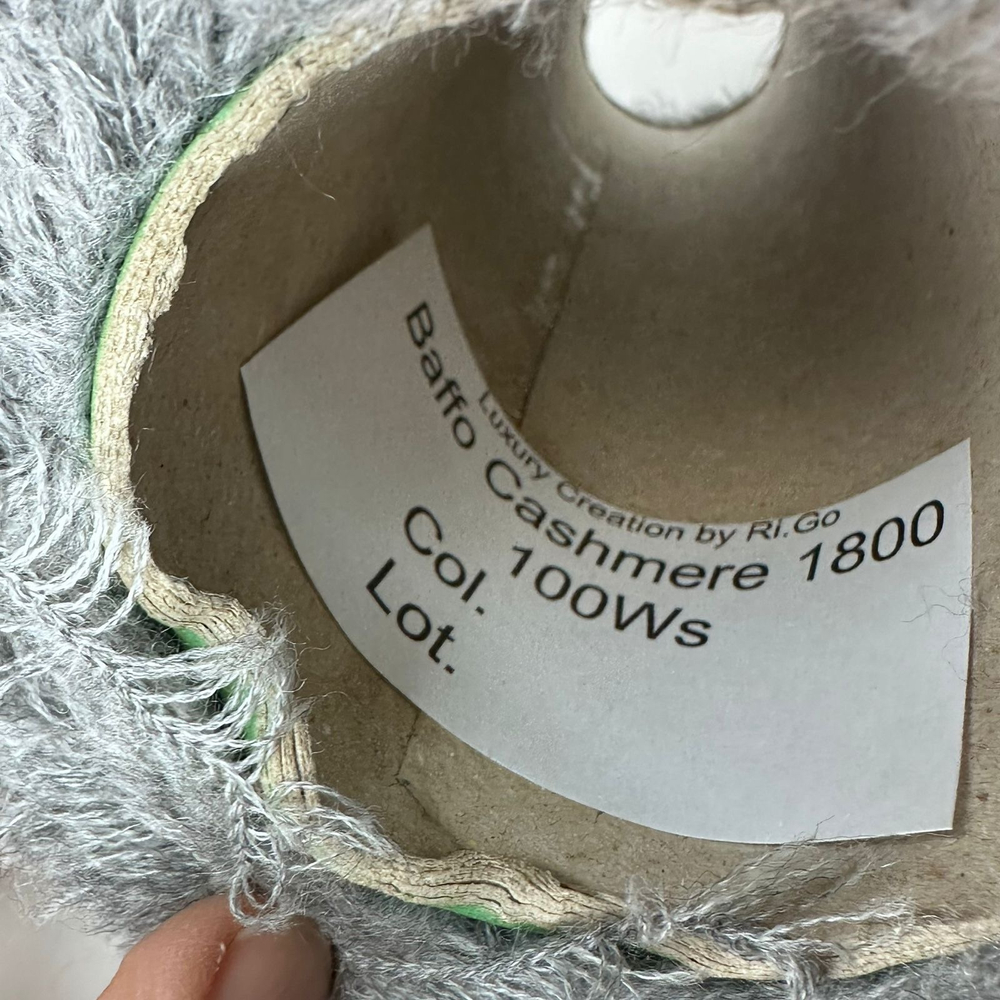 Luxury Creation by RI.Go
Baffo Cashmere 1800
100Ws
Col.
Lot.